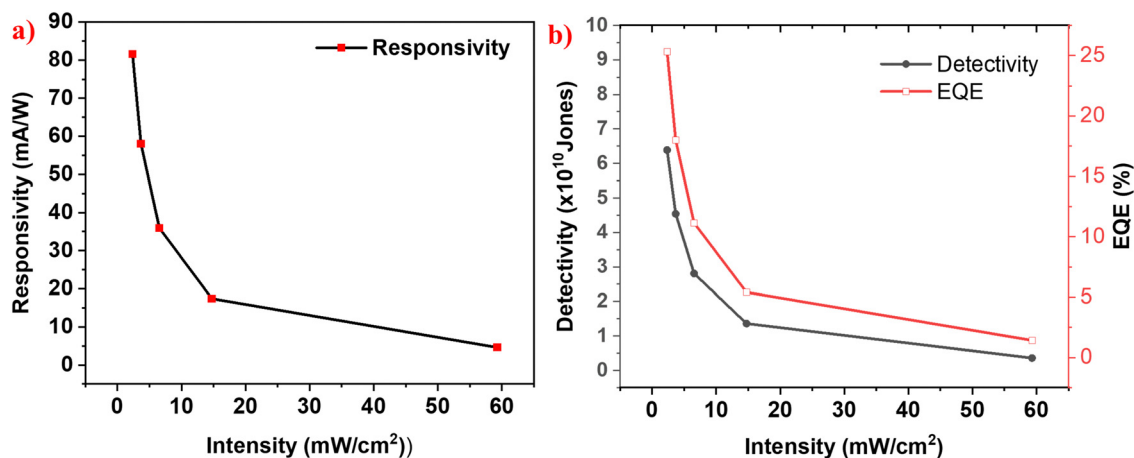 a)
Responsivity (mA/W)
90
80
70
60
50
40
30
20
10
0
Responsivity
0 10 20 30 40 50 60
Intensity (mW/cm²))
b)
Detectivity (x10¹⁰Jones)
10
9
8
7
6
5
4
3
2
1
0
Detectivity
EQE
25
20
15
10
5
0
EQE (%)
0 10 20 30 40 50 60
Intensity (mW/cm²)